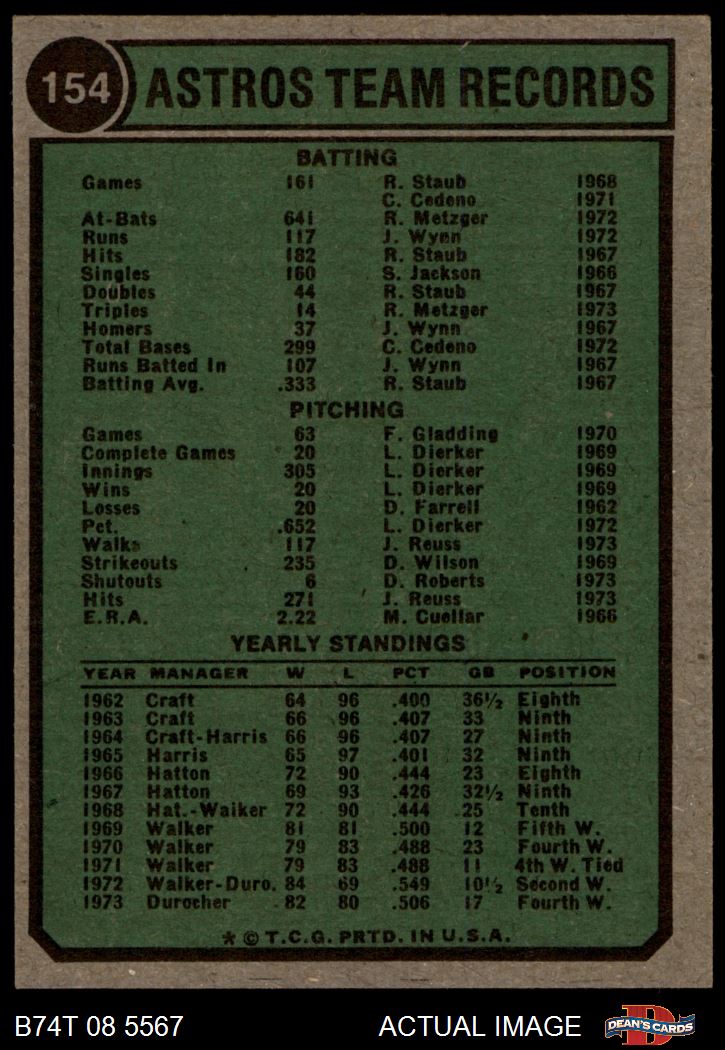 154 ASTROS TEAM RECORDS
BATTING
Games 161 R. Staub 1968
C. Cedeno 1971
At-Bats 641 R. Metzger 1972
Runs 117 J. Wynn 1972
Hits 182 R. Staub 1967
Singles 160 S. Jackson 1966
Doubles 44 R. Staub 1967
Triples 14 R. Metzger 1973
Homers 37 J. Wynn 1967
Total Bases 299 C. Cedeno 1972
Runs Batted In 107 J. Wynn 1967
Batting Avg. .333 R. Staub 1967
PITCHING
Games 63 F. Gladding 1970
Complete Games 20 L. Dierker 1969
Innings 305 L. Dierker 1969
Wins 20 L. Dierker 1969
Losses 20 D. Farrell 1962
Pct. .652 L. Dierker 1972
Walks 117 J. Reuss 1973
Strikeouts 235 D. Wilson 1969
Shutouts 6 D. Roberts 1973
Hits 271 J. Reuss 1973
E.R.A. 2.22 M. Cuellar 1966
YEARLY STANDINGS
YEAR MANAGER W L PCT GB POSITION
1962 Craft 64 96 .400 36½ Eighth
1963 Craft 66 96 .407 33 Ninth
1964 Craft-Harris 66 96 .407 27 Ninth
1965 Harris 65 97 .401 32 Ninth
1966 Hatton 72 90 .444 23 Eighth
1967 Hatton 69 93 .426 32½ Ninth
1968 Hat.-Walker 72 90 .444 25 Tenth
1969 Walker 81 81 .500 12 Fifth W.
1970 Walker 79 83 .488 23 Fourth W.
1971 Walker 79 83 .488 11 4th W. Tied
1972 Walker-Duro. 84 69 .549 10½ Second W.
1973 Durocher 82 80 .506 17 Fourth W.
* © T.C.G. PRTD. IN U.S.A.
B74T 08 5567 ACTUAL IMAGE D DEAN'S CARDS